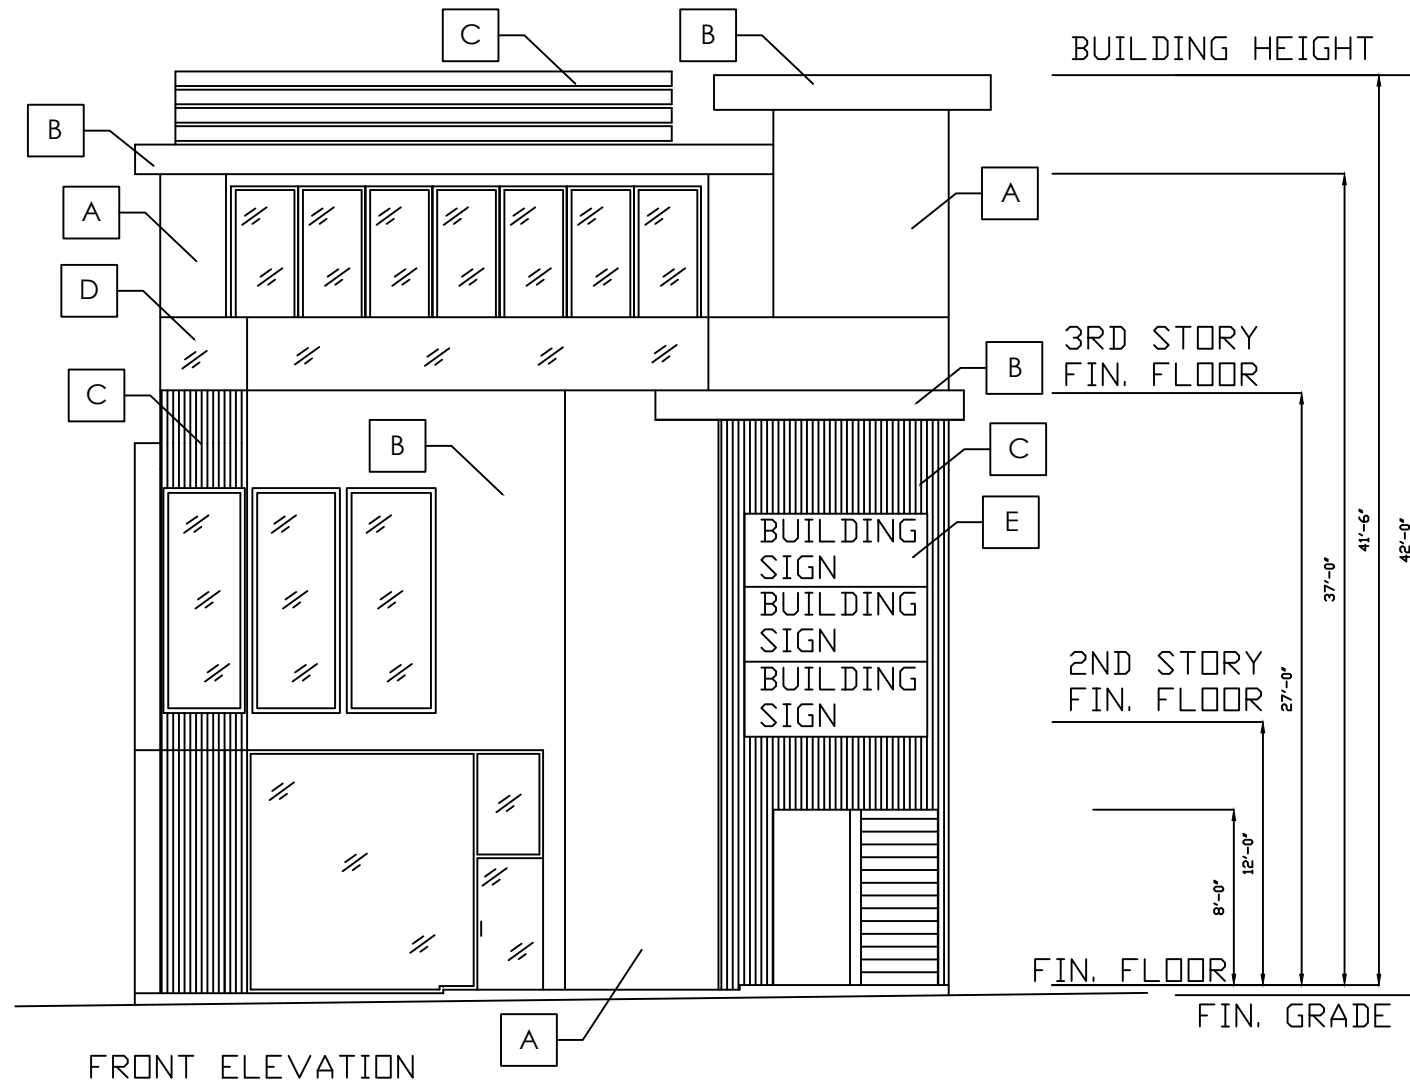 C
B
BUILDING HEIGHT
B
A
A
D
3RD STORY
FIN. FLOOR
B
C
B
C
E
BUILDING
SIGN
BUILDING
SIGN
BUILDING
SIGN
41'-6"
42'-0"
37'-0"
2ND STORY
FIN. FLOOR
27'-0"
12'-0"
8'-0"
FIN. FLOOR
FIN. GRADE
A
FRONT ELEVATION